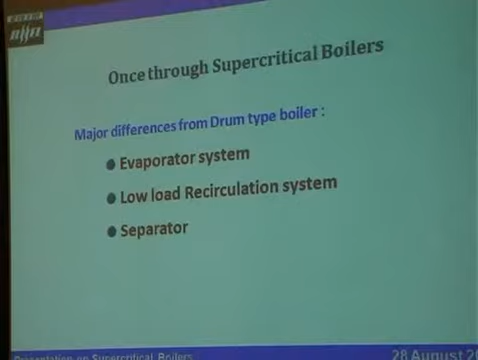 Once through Supercritical Boilers
Major differences from Drum type boiler :
Evaporator system
Low load Recirculation system
Separator
Presentation on Supercritical Boilers
28 August